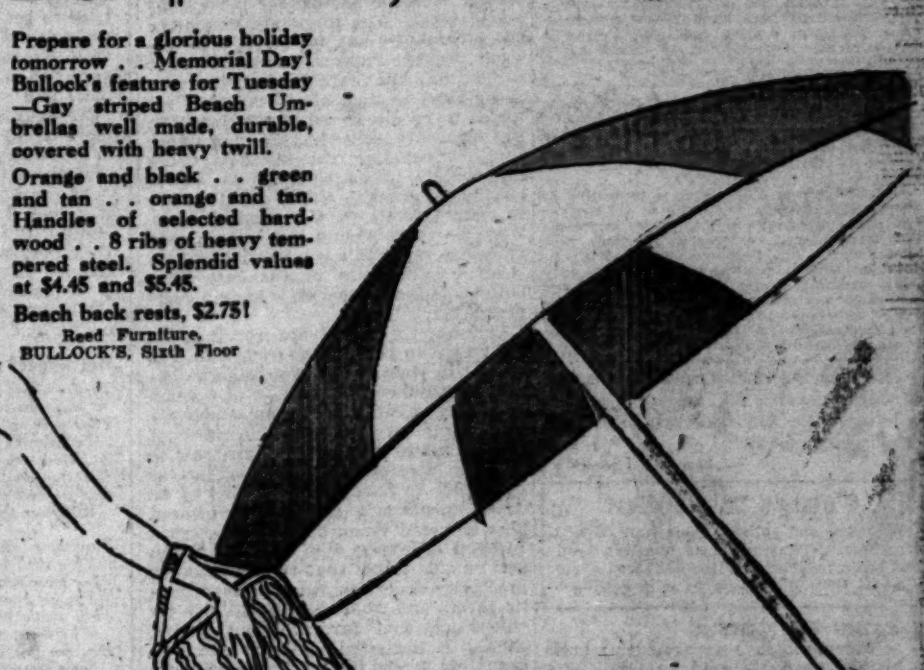 Prepare for a glorious holiday
tomorrow . . Memorial Day!
Bullock's feature for Tuesday
—Gay striped Beach Um-
brellas well made, durable,
covered with heavy twill.
Orange and black . . green
and tan . . orange and tan.
Handles of selected hard-
wood . . 8 ribs of heavy tem-
pered steel. Splendid values
at $4.45 and $5.45.
Beach back rests, $2.75!
Reed Furniture,
BULLOCK'S, Sixth Floor